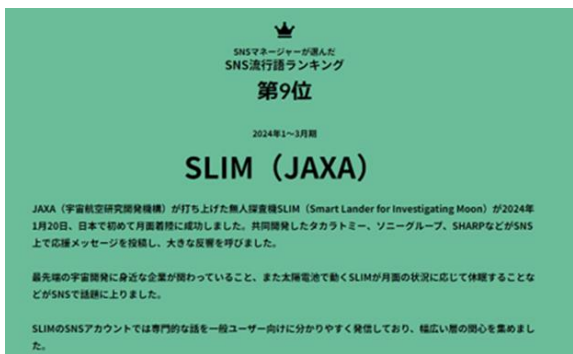 SNSマネージャーが選んだ
SNS流行語ランキング
第9位
2024年1〜3月期
SLIM（JAXA）
JAXA（宇宙航空研究開発機構）が打ち上げた無人探査機SLIM（Smart Lander for Investigating Moon）が2024年
1月20日、日本で初めて月面着陸に成功しました。共同開発したタカラトミー、ソニーグループ、SHARPなどがSNS
上で応援メッセージを投稿し、大きな反響を呼びました。
最先端の宇宙開発に身近な企業が関わっていること、また太陽電池で動くSLIMが月面の状況に応じて休眠することな
どがSNSで話題に上りました。
SLIMのSNSアカウントでは専門的な話を一般ユーザー向けに分かりやすく発信しており、幅広い層の関心を集めまし
た。